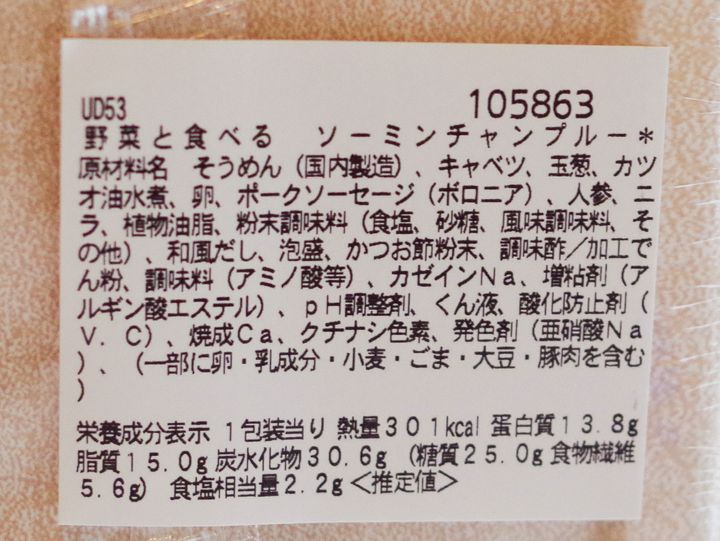 UD53 105863
野菜と食べる ソーミンチャンプルー*
原材料名 そうめん（国内製造）、キャベツ、玉葱、カツ
オ油水煮、卵、ポークソーセージ（ボロニア）、人参、ニ
ラ、植物油脂、粉末調味料（食塩、砂糖、風味調味料、そ
の他）、和風だし、泡盛、かつお節粉末、調味酢／加工で
ん粉、調味料（アミノ酸等）、カゼインNa、増粘剤（ア
ルギン酸エステル）、pH調整剤、くん液、酸化防止剤（
V．C）、焼成Ca、クチナシ色素、発色剤（亜硝酸Na
）、（一部に卵・乳成分・小麦・ごま・大豆・豚肉を含む
）
栄養成分表示 1包装当り 熱量301kcal 蛋白質13.8g
脂質15.0g 炭水化物30.6g （糖質25.0g 食物繊維
5.6g） 食塩相当量2.2g＜推定値＞